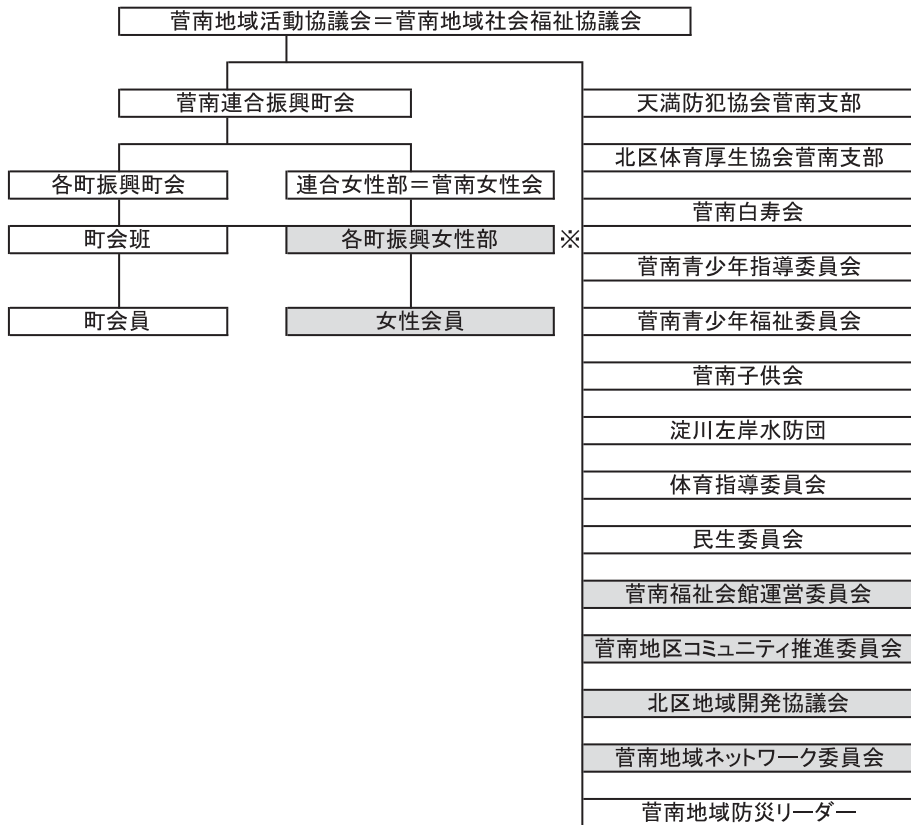 菅南地域活動協議会＝菅南地域社会福祉協議会
菅南連合振興町会
各町振興町会
連合女性部＝菅南女性会
町会班
各町振興女性部
※
町会員
女性会員
天満防犯協会菅南支部
北区体育厚生協会菅南支部
菅南白寿会
菅南青少年指導委員会
菅南青少年福祉委員会
菅南子供会
淀川左岸水防団
体育指導委員会
民生委員会
菅南福祉会館運営委員会
菅南地区コミュニティ推進委員会
北区地域開発協議会
菅南地域ネットワーク委員会
菅南地域防災リーダー